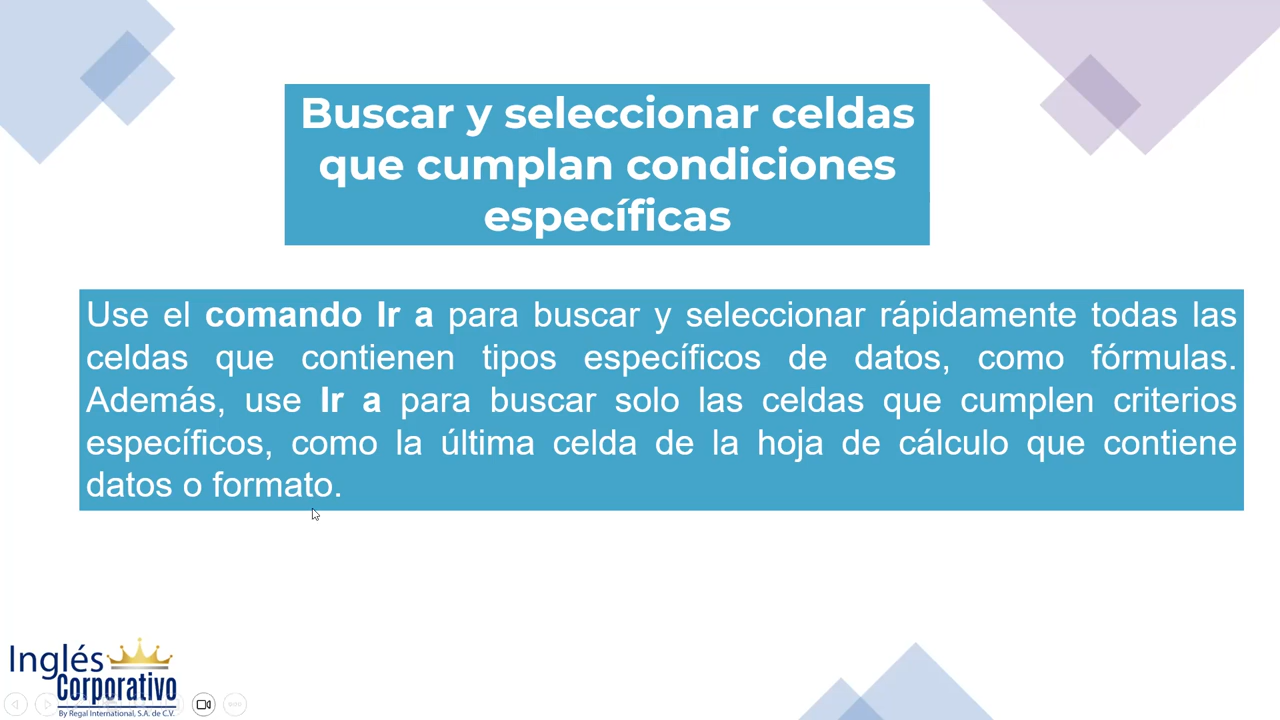 Buscar y seleccionar celdas
que cumplan condiciones
específicas
Use el comando Ir a para buscar y seleccionar rápidamente todas las
celdas que contienen tipos específicos de datos, como fórmulas.
Además, use Ir a para buscar solo las celdas que cumplen criterios
específicos, como la última celda de la hoja de cálculo que contiene
datos o formato.
Inglés
Corporativo
By Regal International, S.A. de C.V.